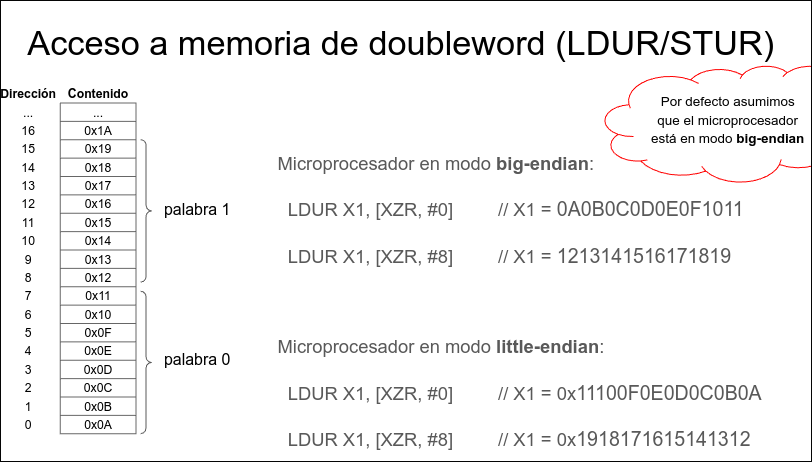 Acceso a memoria de doubleword (LDUR/STUR)
Por defecto asumimos
que el microprocesador
está en modo big-endian
Dirección Contenido
... ...
16 0x1A
15 0x19
14 0x18
13 0x17
12 0x16
11 0x15
10 0x14
9 0x13
8 0x12
7 0x11
6 0x10
5 0x0F
4 0x0E
3 0x0D
2 0x0C
1 0x0B
0 0x0A
palabra 1
palabra 0
Microprocesador en modo big-endian:
LDUR X1, [XZR, #0] // X1 = 0A0B0C0D0E0F1011
LDUR X1, [XZR, #8] // X1 = 1213141516171819
Microprocesador en modo little-endian:
LDUR X1, [XZR, #0] // X1 = 0x11100F0E0D0C0B0A
LDUR X1, [XZR, #8] // X1 = 0x1918171615141312